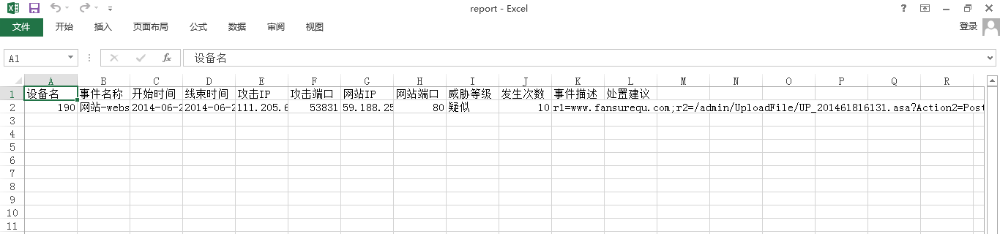 report - Excel
?
文件 开始 插入 页面布局 公式 数据 审阅 视图 登录
A1 fx 设备名
A B C D E F G H I J K L M N O P Q R
1 设备名 事件名称 开始时间 线束时间 攻击IP 攻击端口 网站IP 网站端口 威胁等级 发生次数 事件描述 处置建议
2 190 网站-webs 2014-06-2 2014-06-2 111.205.6 53831 59.188.25 80 疑似 10 r1=www.fansurequ.com;r2=/admin/UploadFile/UP_201461816131.asa?Action2=Post
3
4
5
6
7
8
9
10
11